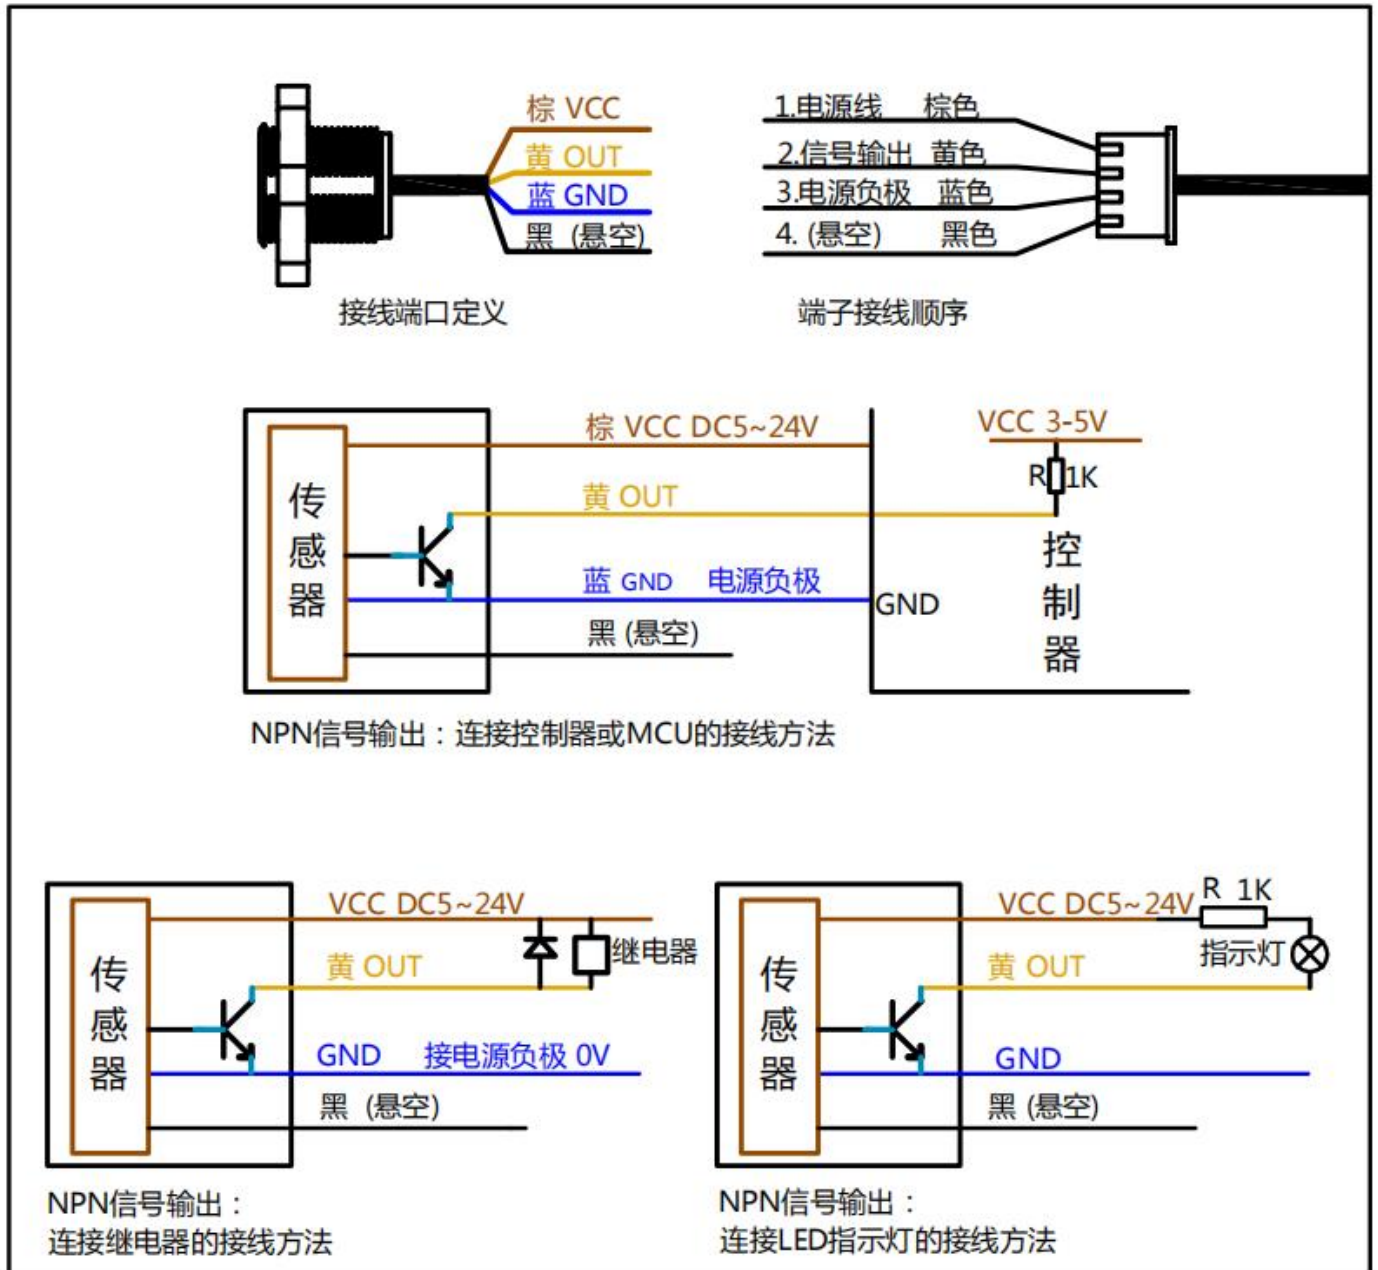 棕 VCC
黄 OUT
蓝 GND
黑 (悬空)
接线端口定义
1.电源线 棕色
2.信号输出 黄色
3.电源负极 蓝色
4. (悬空) 黑色
端子接线顺序
传感器
棕 VCC DC5~24V
黄 OUT
蓝 GND 电源负极
黑 (悬空)
VCC 3-5V
R 1K
GND
控制器
NPN信号输出：连接控制器或MCU的接线方法
传感器
VCC DC5~24V
继电器
黄 OUT
GND 接电源负极 0V
黑 (悬空)
NPN信号输出：
连接继电器的接线方法
传感器
VCC DC5~24V
R 1K
指示灯
黄 OUT
GND
黑 (悬空)
NPN信号输出：
连接LED指示灯的接线方法